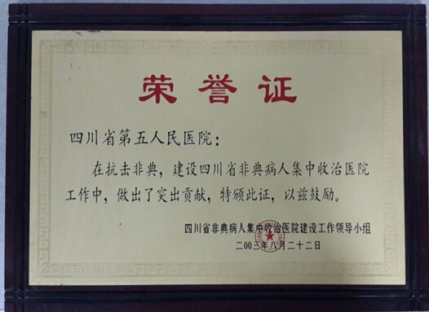 荣誉证
四川省第五人民医院：
在抗击非典，建设四川省非典病人集中收治医院
工作中，做出了突出贡献，特颁此证，以兹鼓励。
四川省非典病人集中收治医院建设工作领导小组
二00三年八月二十二日